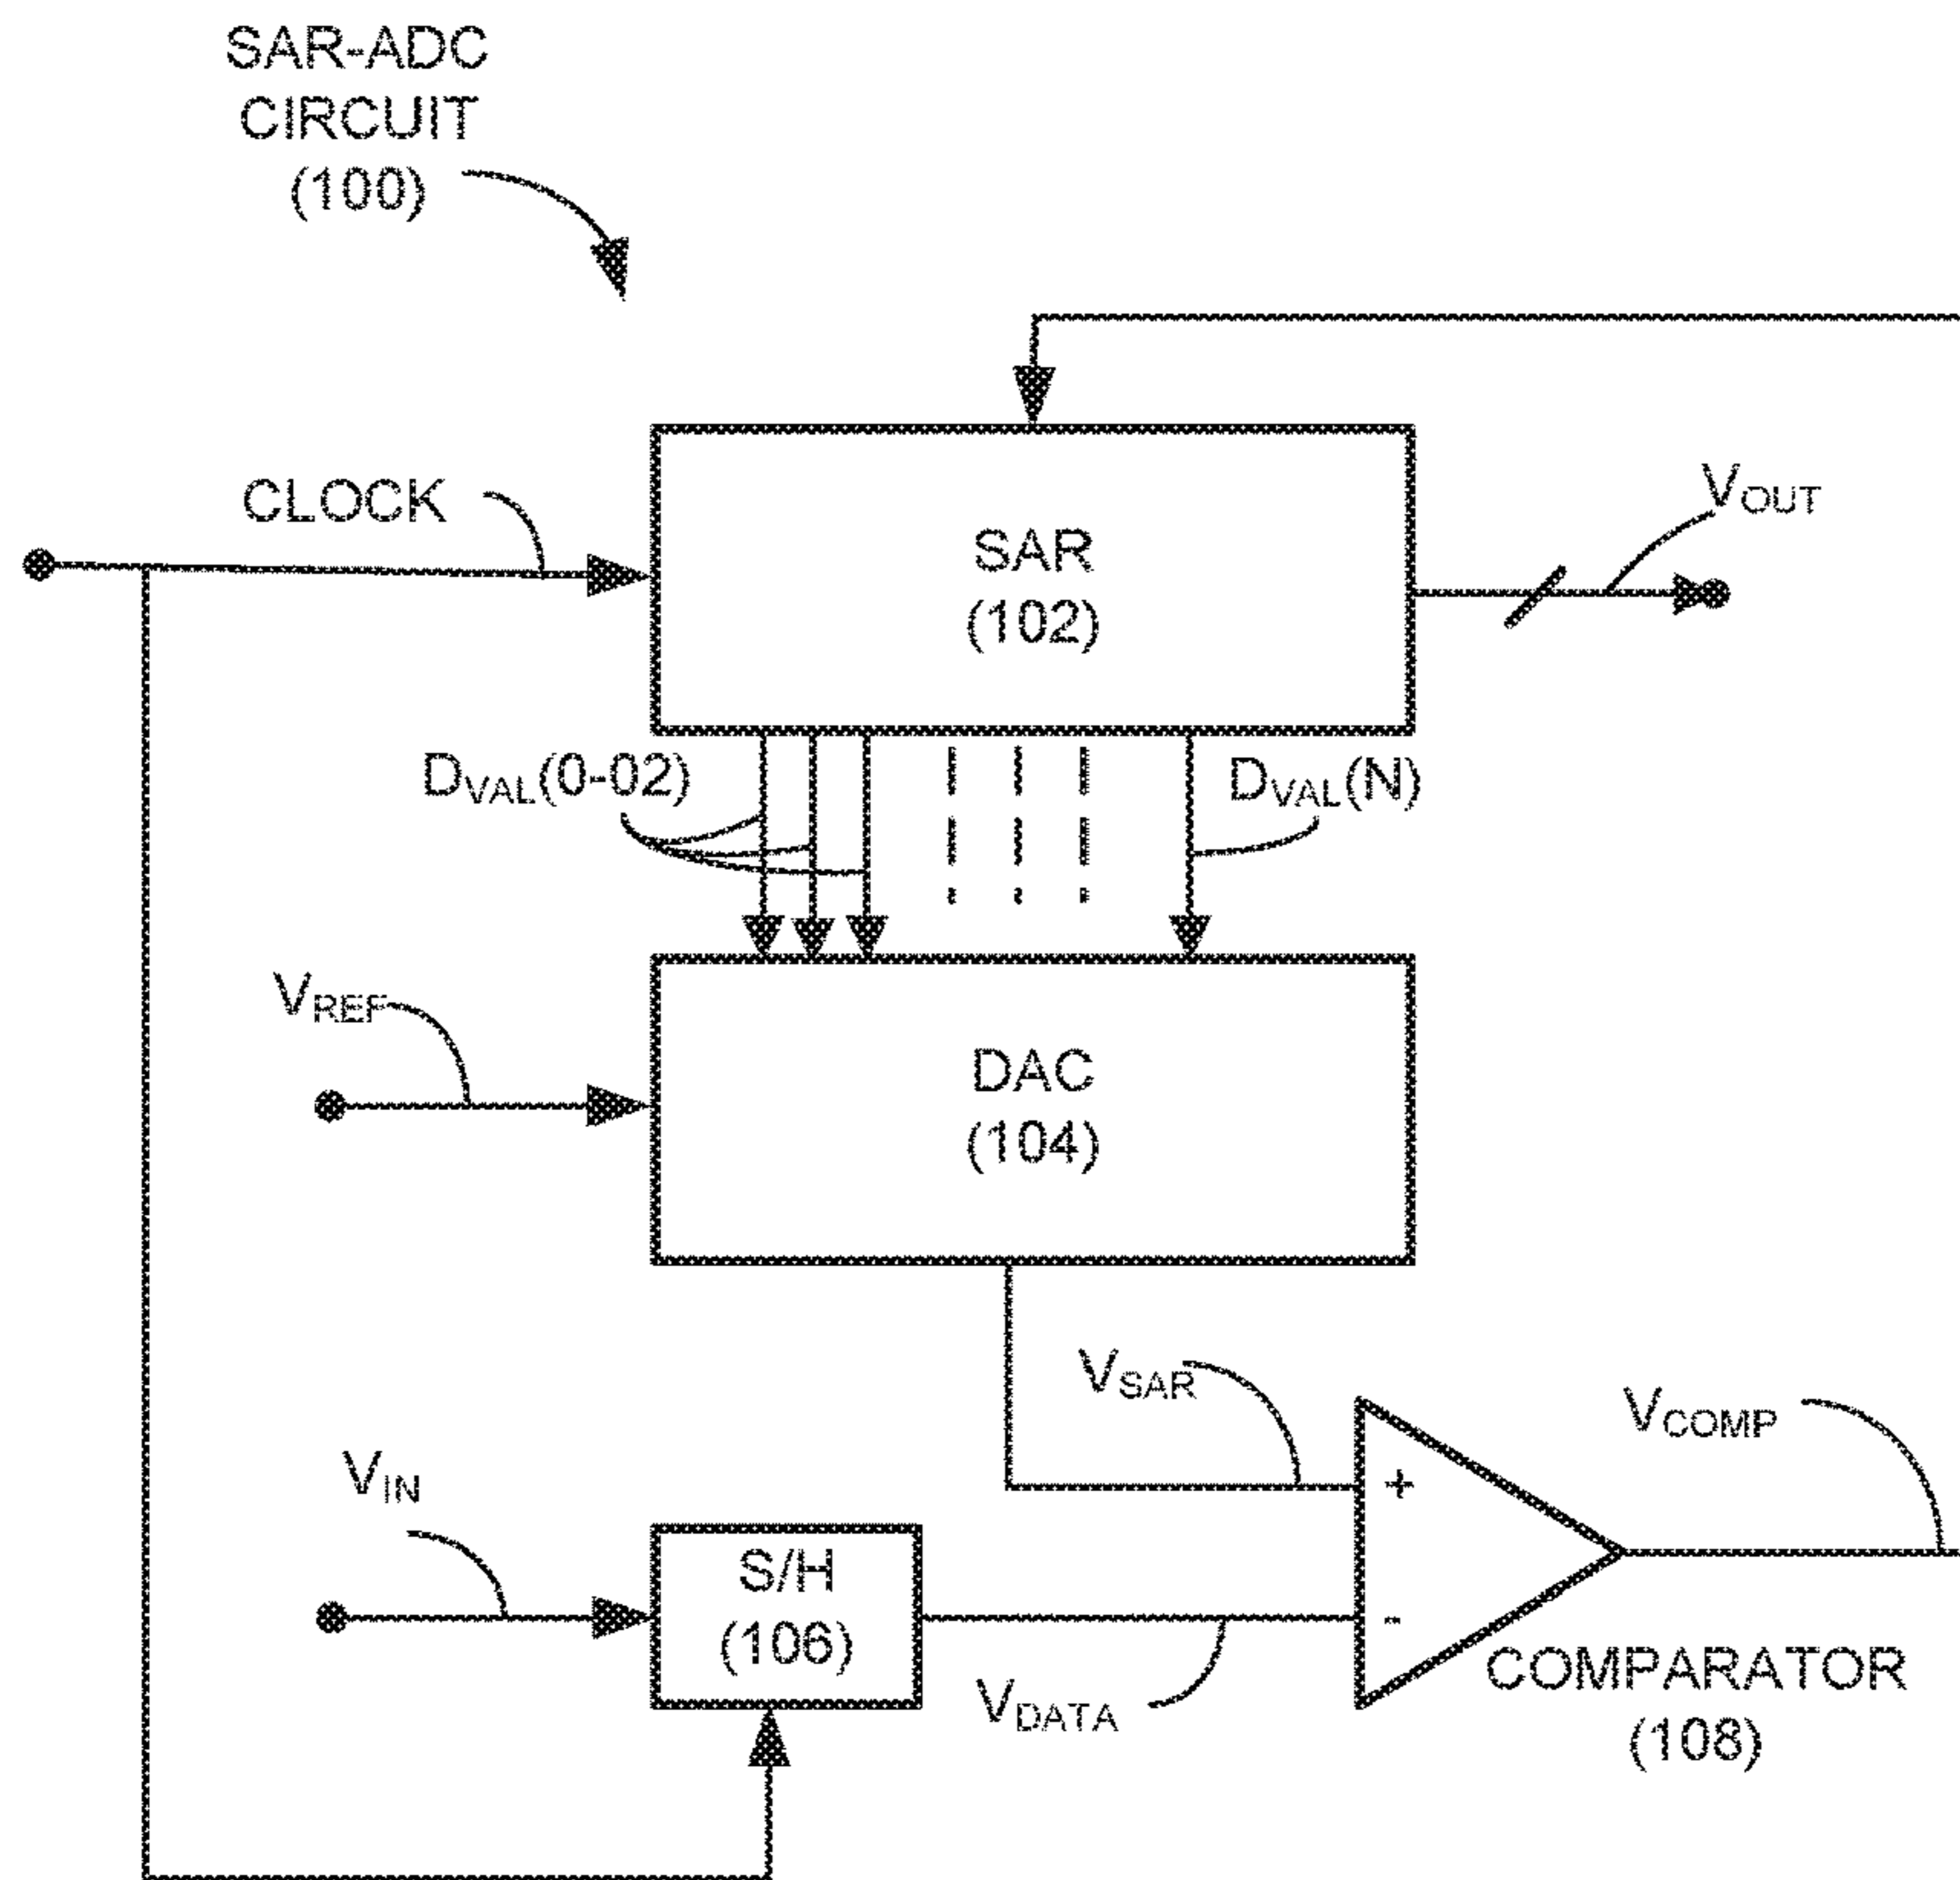 SAR-ADC
CIRCUIT
(100)
CLOCK
SAR
(102)
VOUT
DVAL(0-02)
DVAL(N)
VREF
DAC
(104)
VSAR
VCOMP
VIN
S/H
(106)
+
-
VDATA
COMPARATOR
(108)